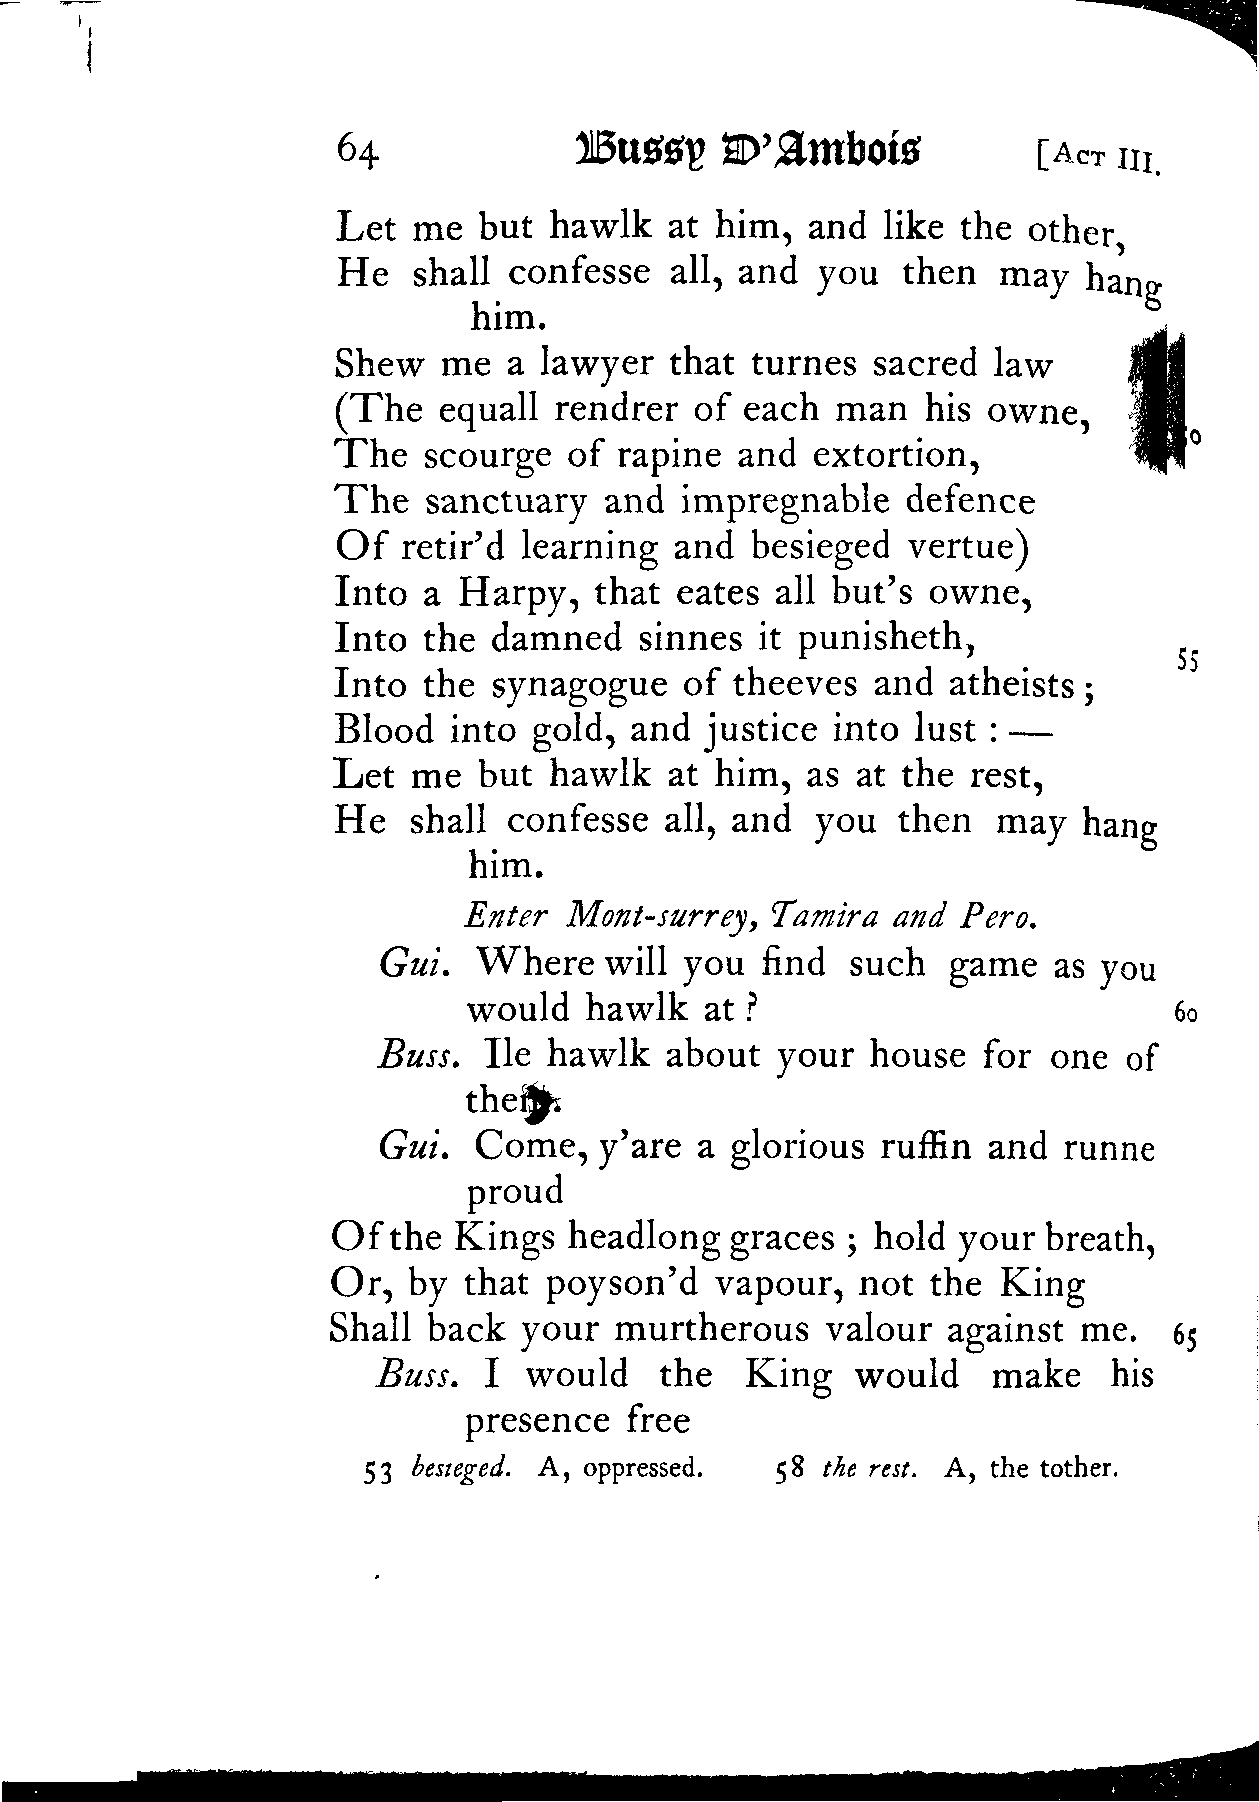 64 Bussy D'Ambois [ACT III.
Let me but hawlk at him, and like the other,
He shall confesse all, and you then may hang
him.
Shew me a lawyer that turnes sacred law
(The equall rendrer of each man his owne,
The scourge of rapine and extortion,
The sanctuary and impregnable defence
Of retir'd learning and besieged vertue)
Into a Harpy, that eates all but's owne,
Into the damned sinnes it punisheth,
55
Into the synagogue of theeves and atheists ;
Blood into gold, and justice into lust : —
Let me but hawlk at him, as at the rest,
He shall confesse all, and you then may hang
him.
Enter Mont-surrey, Tamira and Pero.
Gui. Where will you find such game as you
would hawlk at ? 60
Buss. Ile hawlk about your house for one of
Gui. Come, y'are a glorious ruffin and runne
proud
Of the Kings headlong graces ; hold your breath,
Or, by that poyson'd vapour, not the King
Shall back your murtherous valour against me. 65
Buss. I would the King would make his
presence free
53 besieged. A, oppressed. 58 the rest. A, the tother.